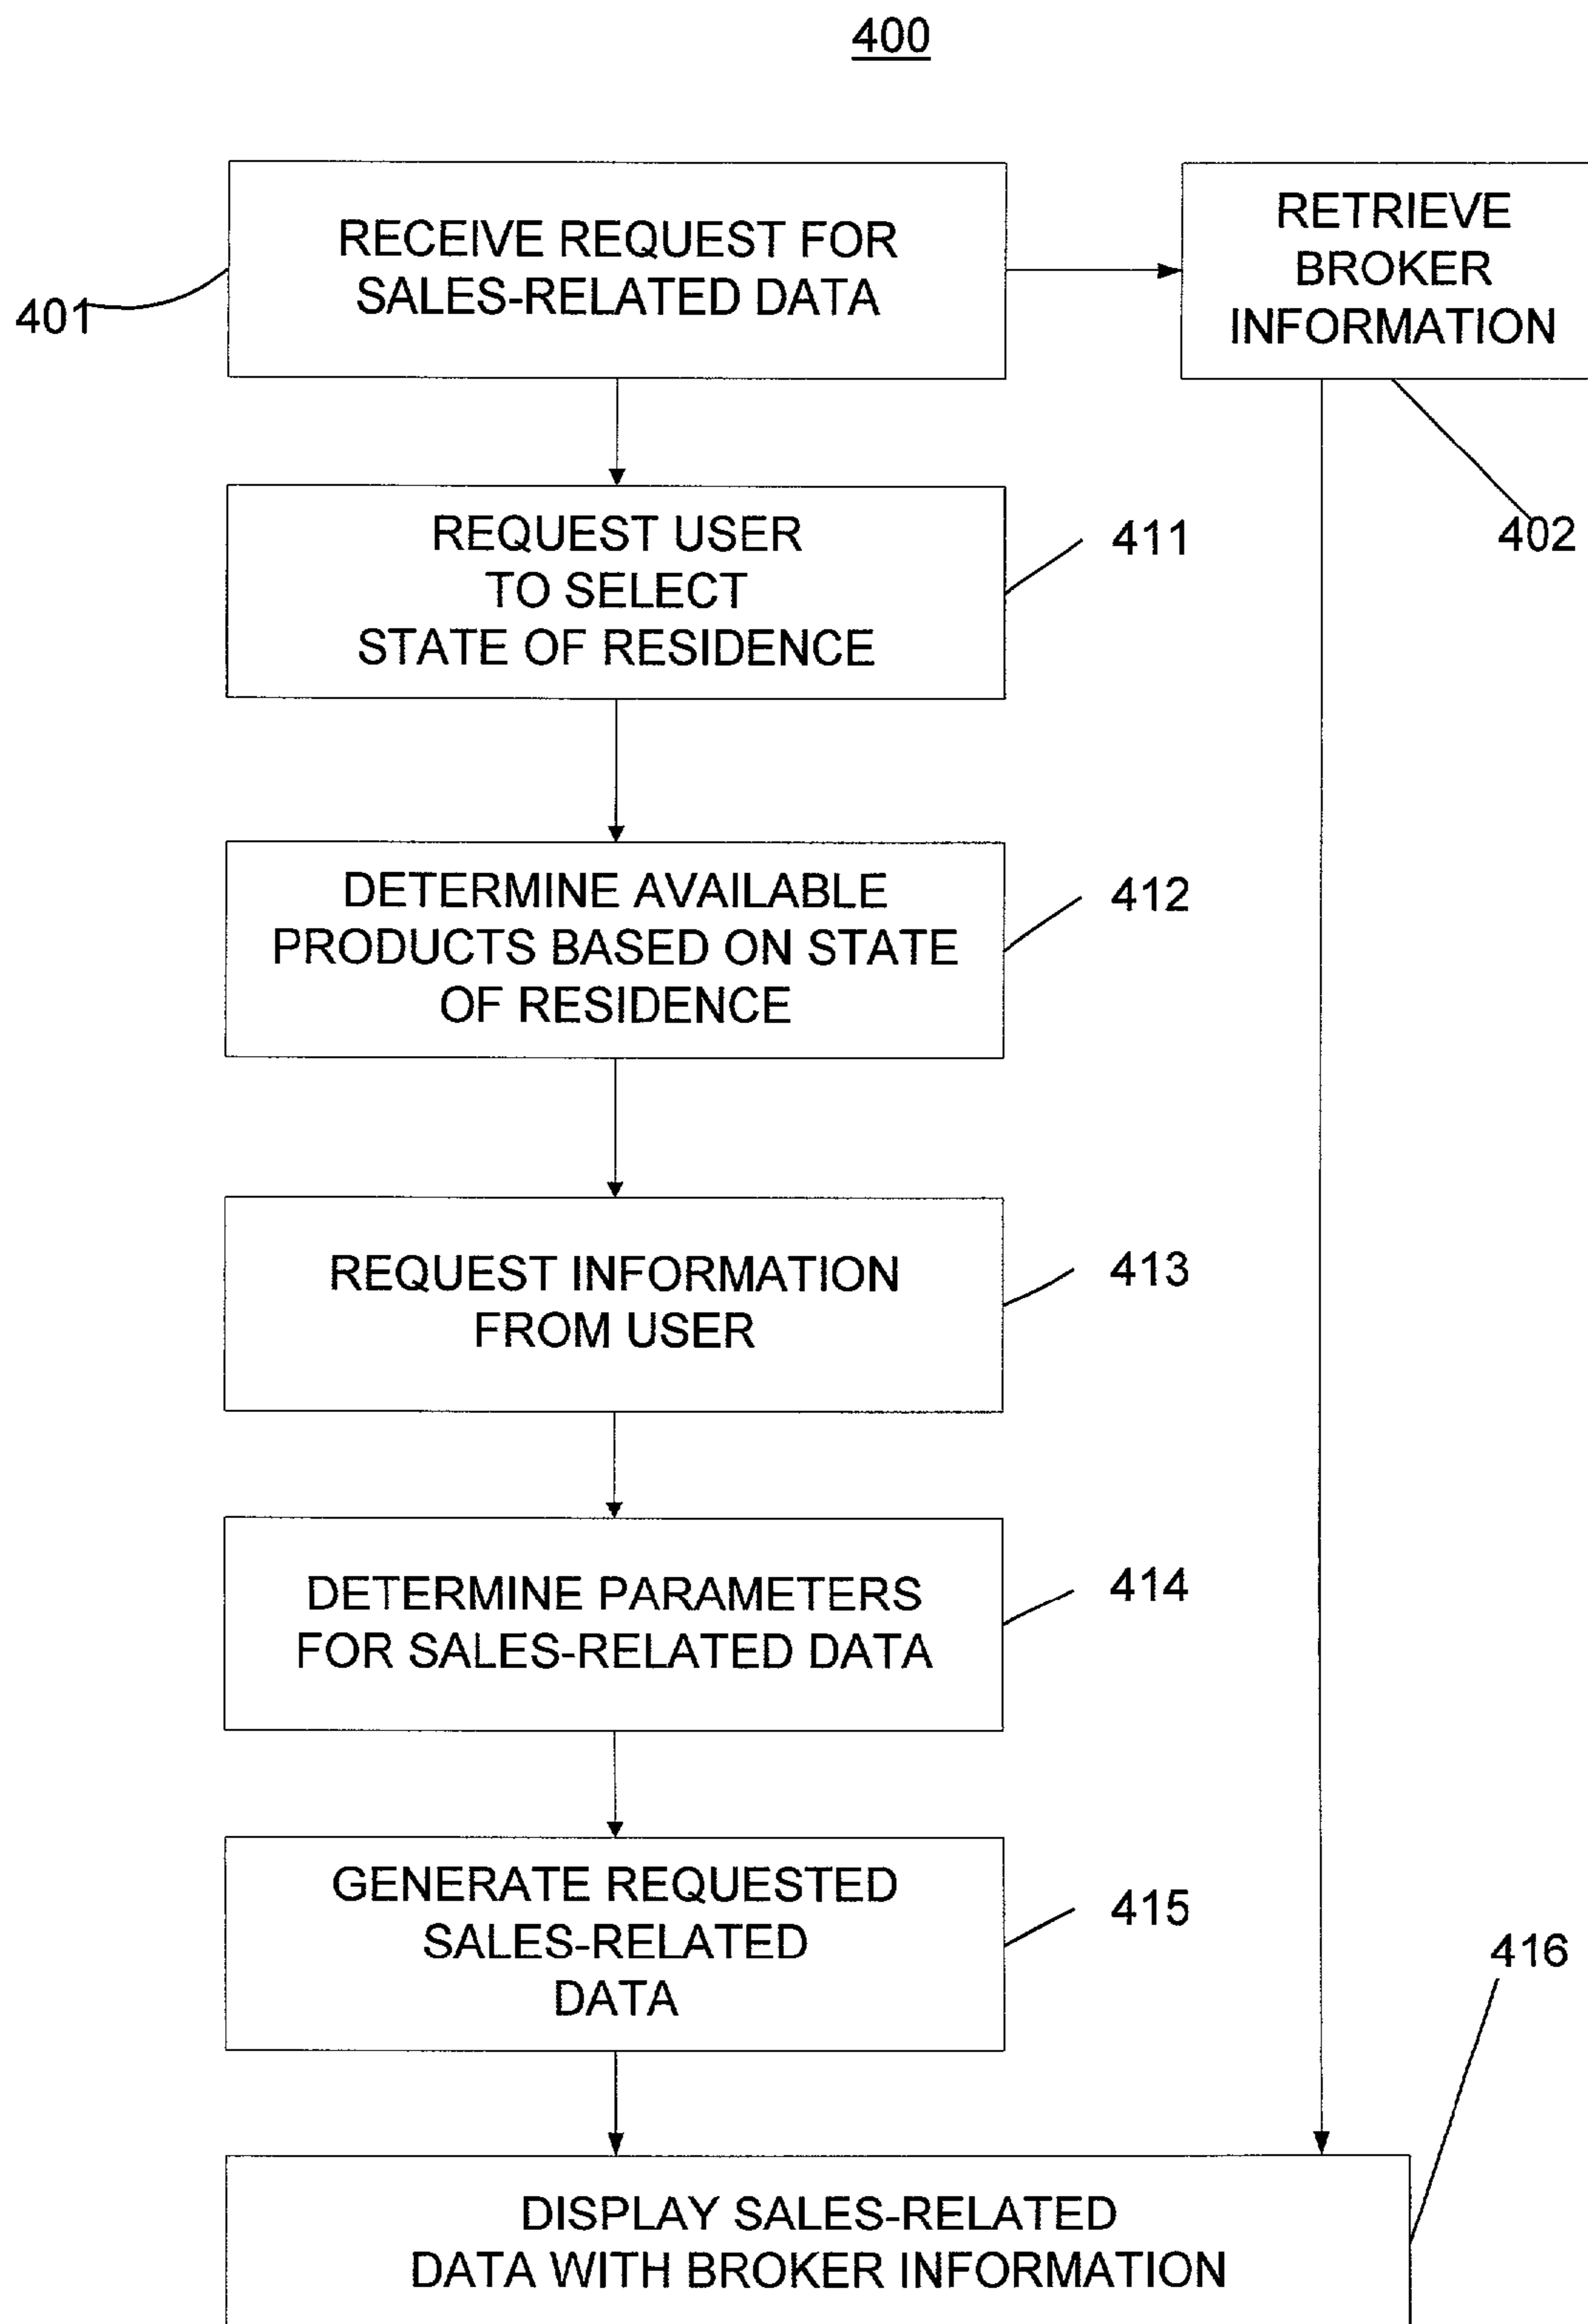 400
RECEIVE REQUEST FOR
SALES-RELATED DATA
401
RETRIEVE
BROKER
INFORMATION
402
REQUEST USER
TO SELECT
STATE OF RESIDENCE
411
DETERMINE AVAILABLE
PRODUCTS BASED ON STATE
OF RESIDENCE
412
REQUEST INFORMATION
FROM USER
413
DETERMINE PARAMETERS
FOR SALES-RELATED DATA
414
GENERATE REQUESTED
SALES-RELATED
DATA
415
416
DISPLAY SALES-RELATED
DATA WITH BROKER INFORMATION